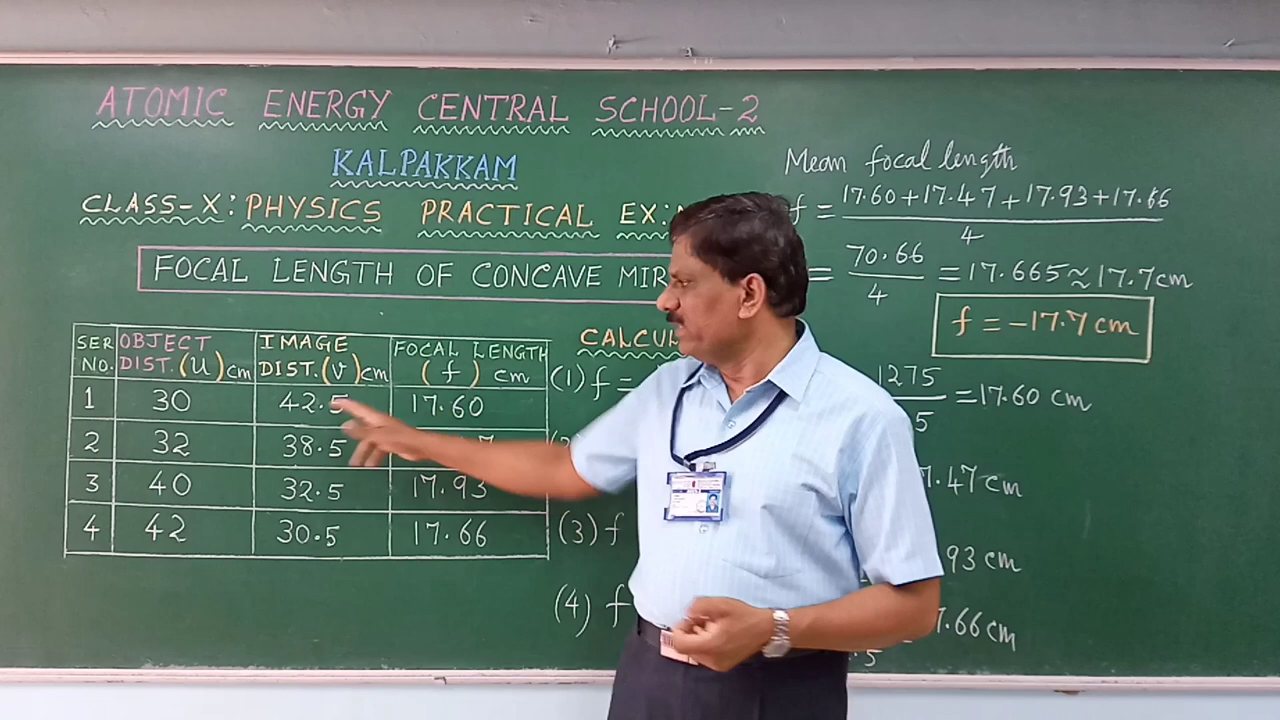 ATOMIC ENERGY CENTRAL SCHOOL-2
KALPAKKAM
CLASS-X: PHYSICS PRACTICAL EX:
FOCAL LENGTH OF CONCAVE MIR
SER NO. OBJECT DIST. (u) cm IMAGE DIST. (v) cm FOCAL LENGTH (f) cm
1 30 42.5 17.60
2 32 38.5
3 40 32.5 17.93
4 42 30.5 17.66
Mean focal length
f = 17.60+17.47+17.93+17.66
4
= 70.66/4 = 17.665 ≈ 17.7cm
f = -17.7 cm
CALCU
(1) f = 1275 = 17.60 cm
5
7.47 cm
(3) f 93 cm
(4) f 7.66 cm
.5